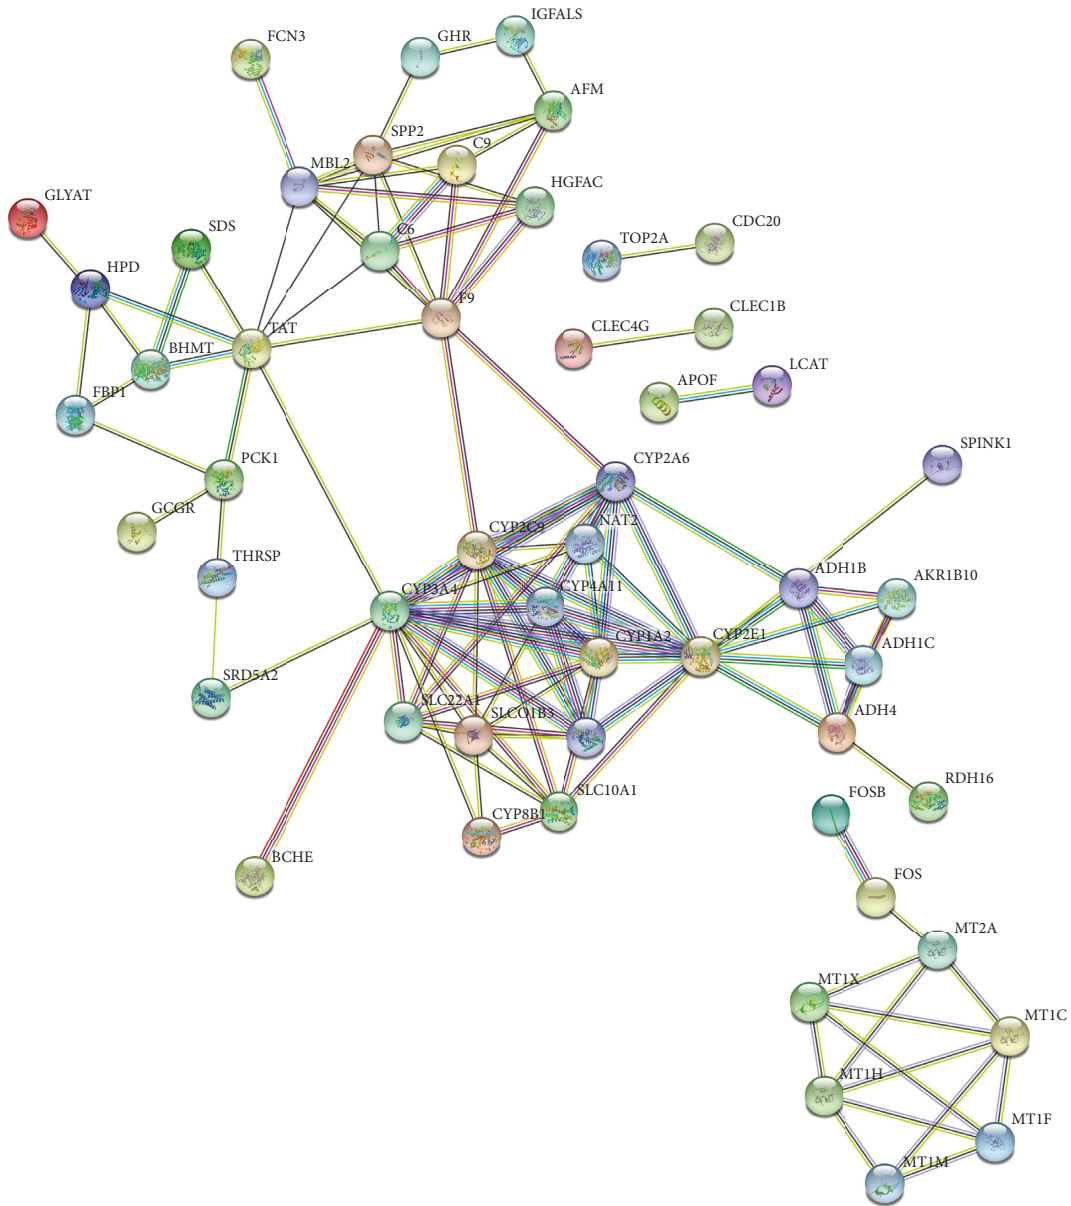 IGFALS
FCN3
GHR
AFM
SPP2
C9
MBL2
HGFAC
GLYAT
SDS
C6
CDC20
TOP2A
HPD
F9
CLEC1B
TAT
CLEC4G
BHMT
LCAT
APOF
FBP1
SPINK1
PCK1
CYP2A6
GCGR
CYP2C9
NAT2
THRSP
ADH1B
AKR1B10
CYP3A4
CYP4A11
CYP1A2
CYP2E1
ADH1C
SRD5A2
SLC22A1
SLCO1B3
ADH4
RDH16
SLC10A1
FOSB
CYP8B1
BCHE
FOS
MT2A
MT1X
MT1C
MT1H
MT1F
MT1M